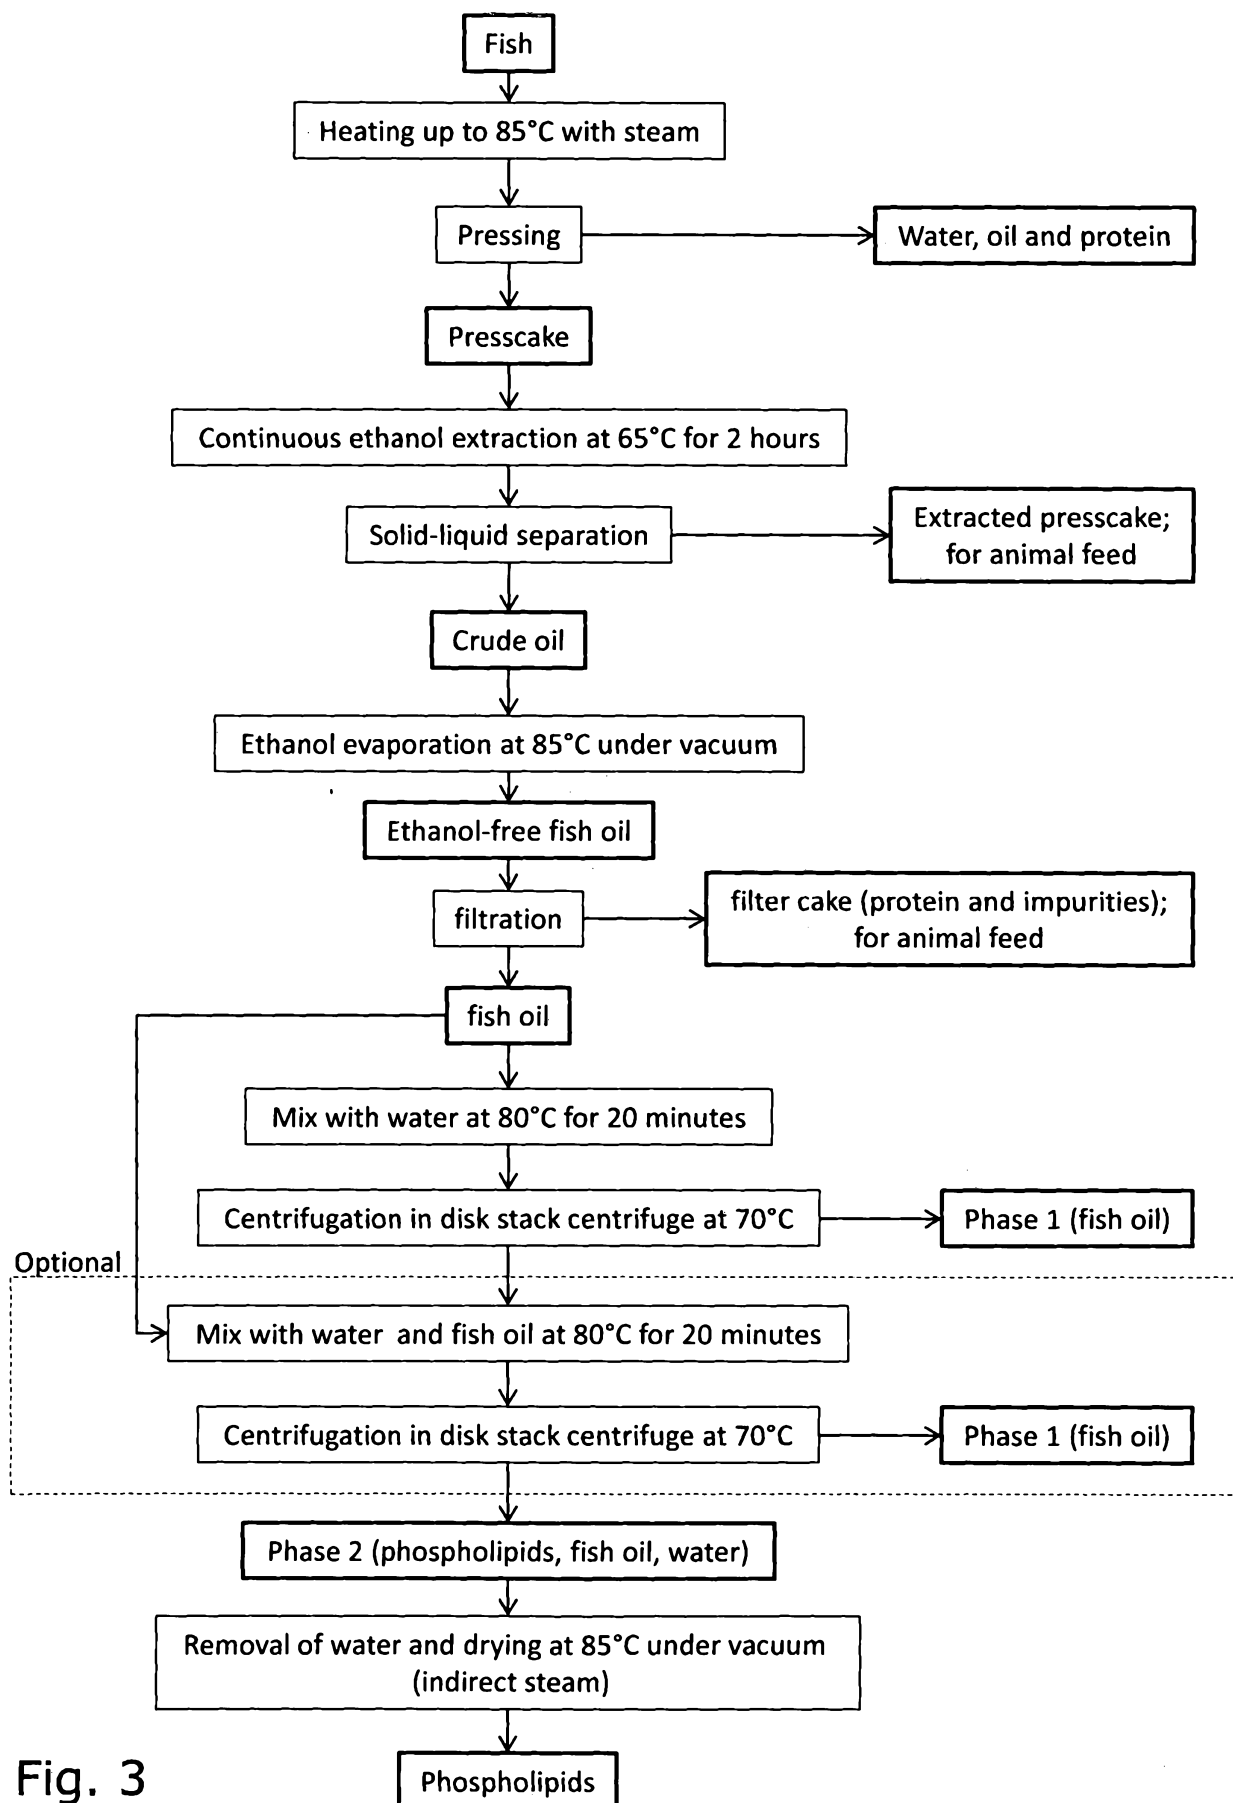 Fish
Heating up to 85°C with steam
Pressing
Water, oil and protein
Presscake
Continuous ethanol extraction at 65°C for 2 hours
Solid-liquid separation
Extracted presscake;
for animal feed
Crude oil
Ethanol evaporation at 85°C under vacuum
Ethanol-free fish oil
filtration
filter cake (protein and impurities);
for animal feed
fish oil
Mix with water at 80°C for 20 minutes
Centrifugation in disk stack centrifuge at 70°C
Phase 1 (fish oil)
Optional
Mix with water and fish oil at 80°C for 20 minutes
Centrifugation in disk stack centrifuge at 70°C
Phase 1 (fish oil)
Phase 2 (phospholipids, fish oil, water)
Removal of water and drying at 85°C under vacuum
(indirect steam)
Phospholipids
Fig. 3